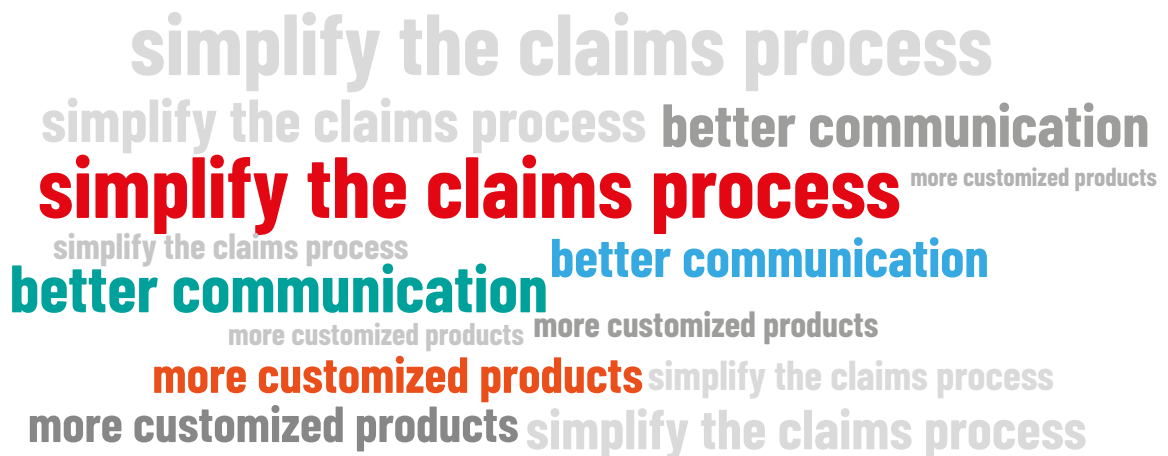 simplify the claims process
simplify the claims process
better communication
simplify the claims process
more customized products
simplify the claims process
better communication
better communication
more customized products
more customized products
more customized products
simplify the claims process
more customized products
simplify the claims process